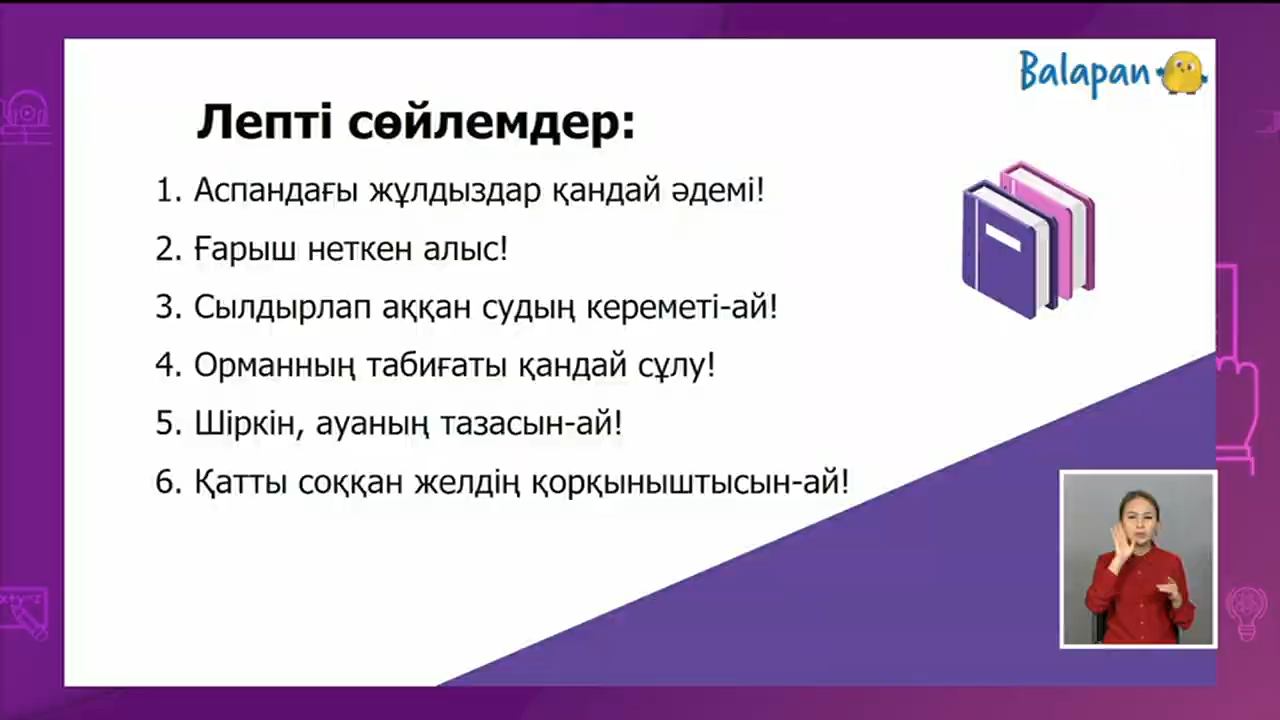 Balapan
Лепті сөйлемдер:
1. Аспандағы жұлдыздар қандай әдемі!
2. Ғарыш неткен алыс!
3. Сылдырлап аққан судың кереметі-ай!
4. Орманның табиғаты қандай сұлу!
5. Шіркін, ауаның тазасын-ай!
6. Қатты соққан желдің қорқыныштысын-ай!
x+y=z